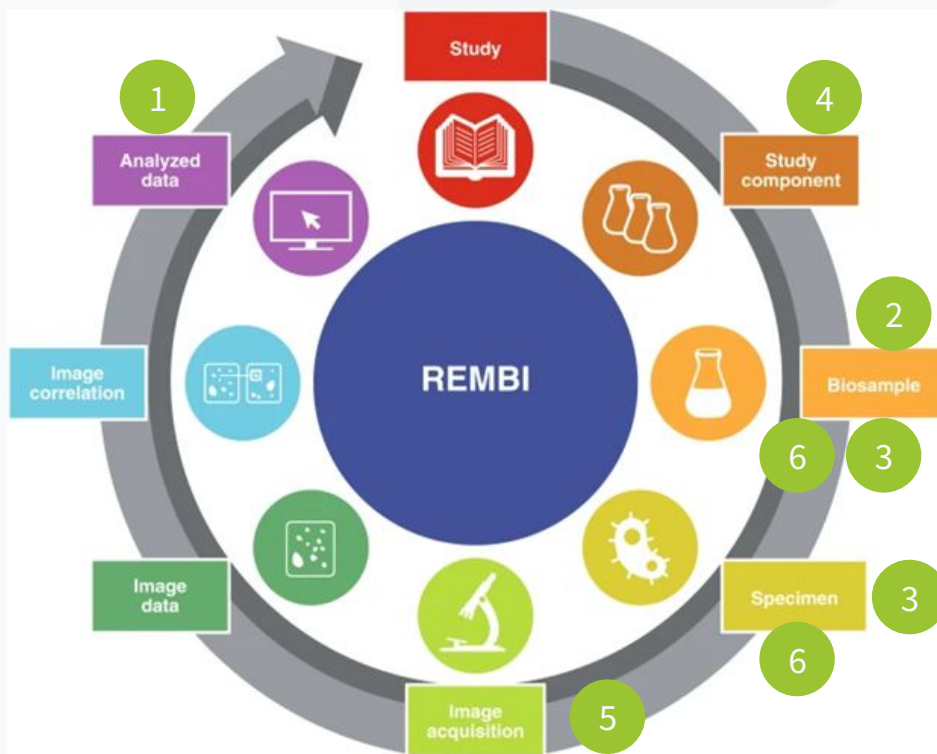 Study
1
4
Analyzed
data
Study
component
2
Image
correlation
REMBI
Biosample
6
3
Image
data
Specimen
3
6
Image
acquisition
5